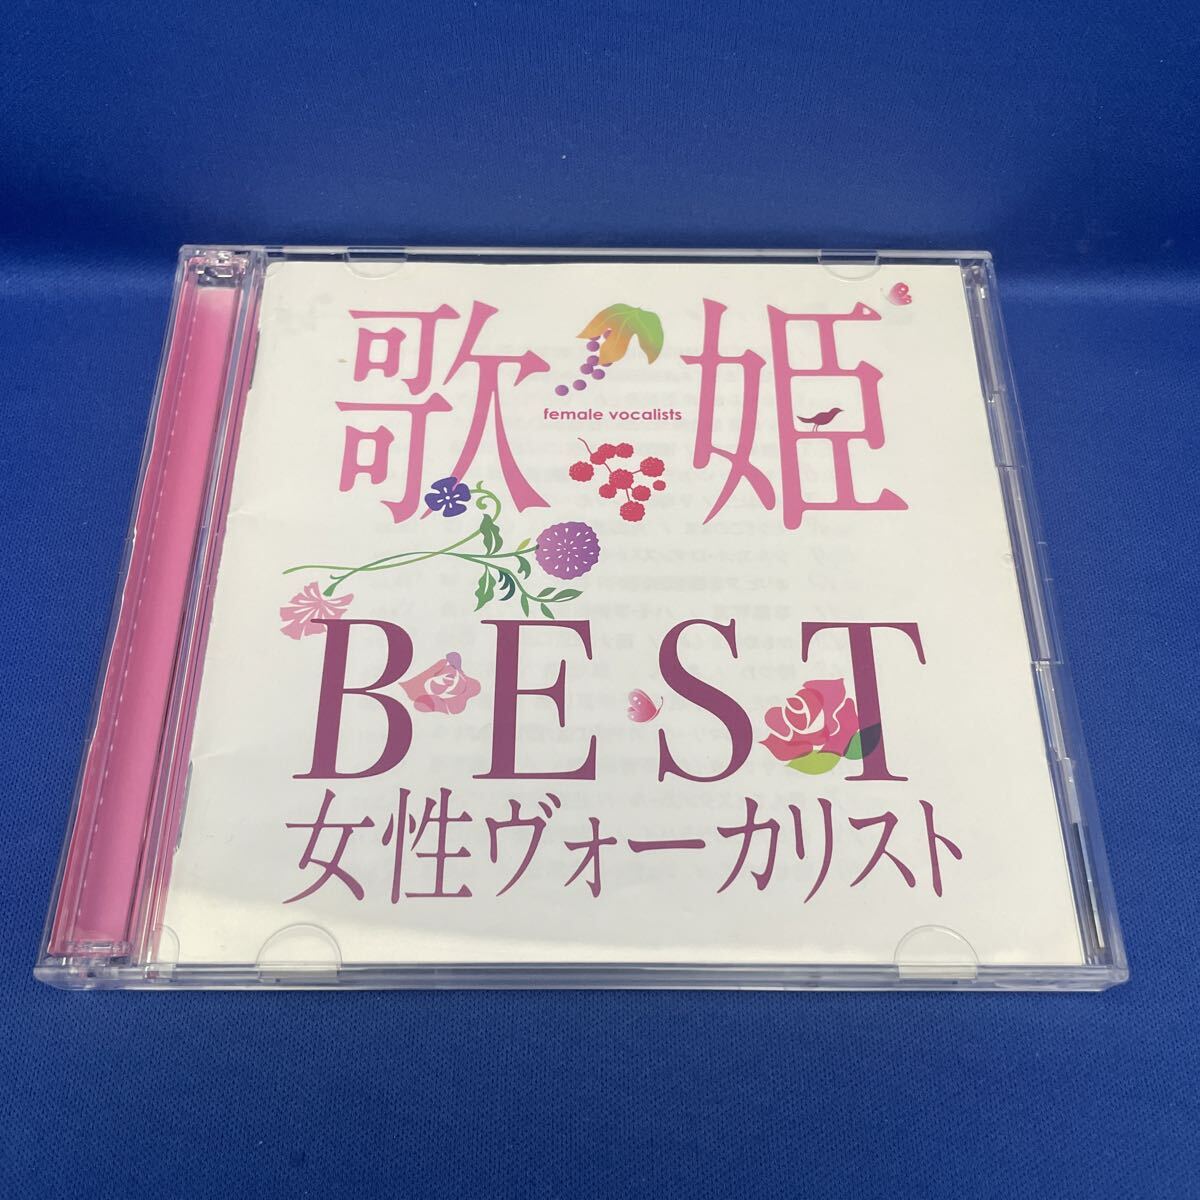 歌姫
female vocalists
BEST
女性ヴォーカリスト